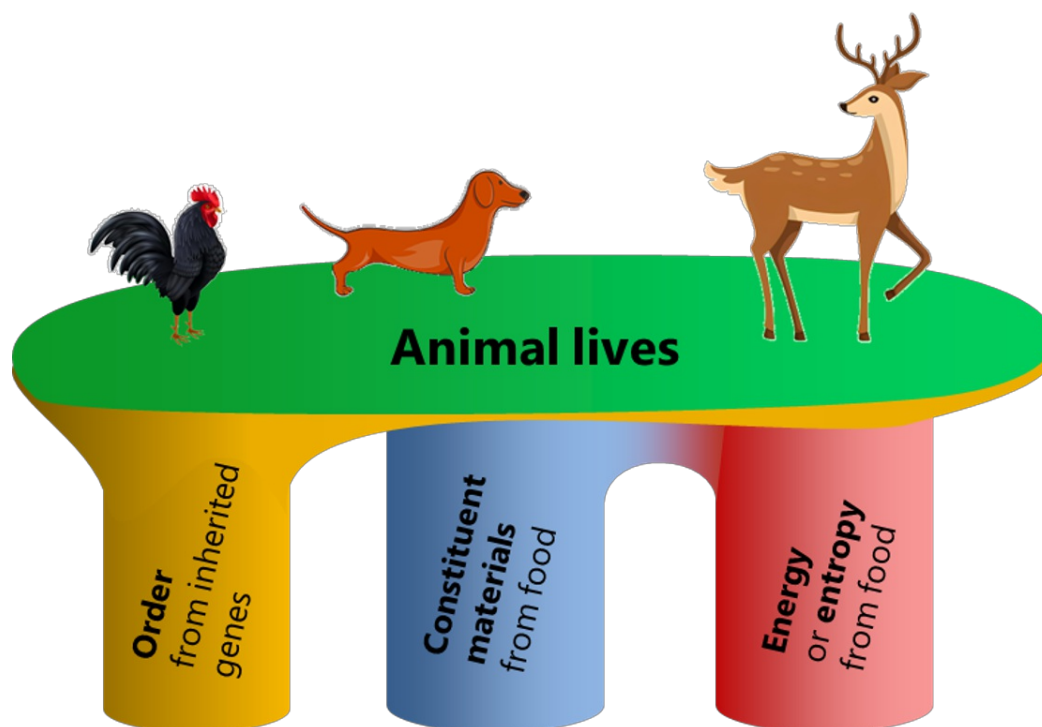 Animal lives
Order
from inherited
genes
Constituent
materials
from food
Energy
or entropy
from food